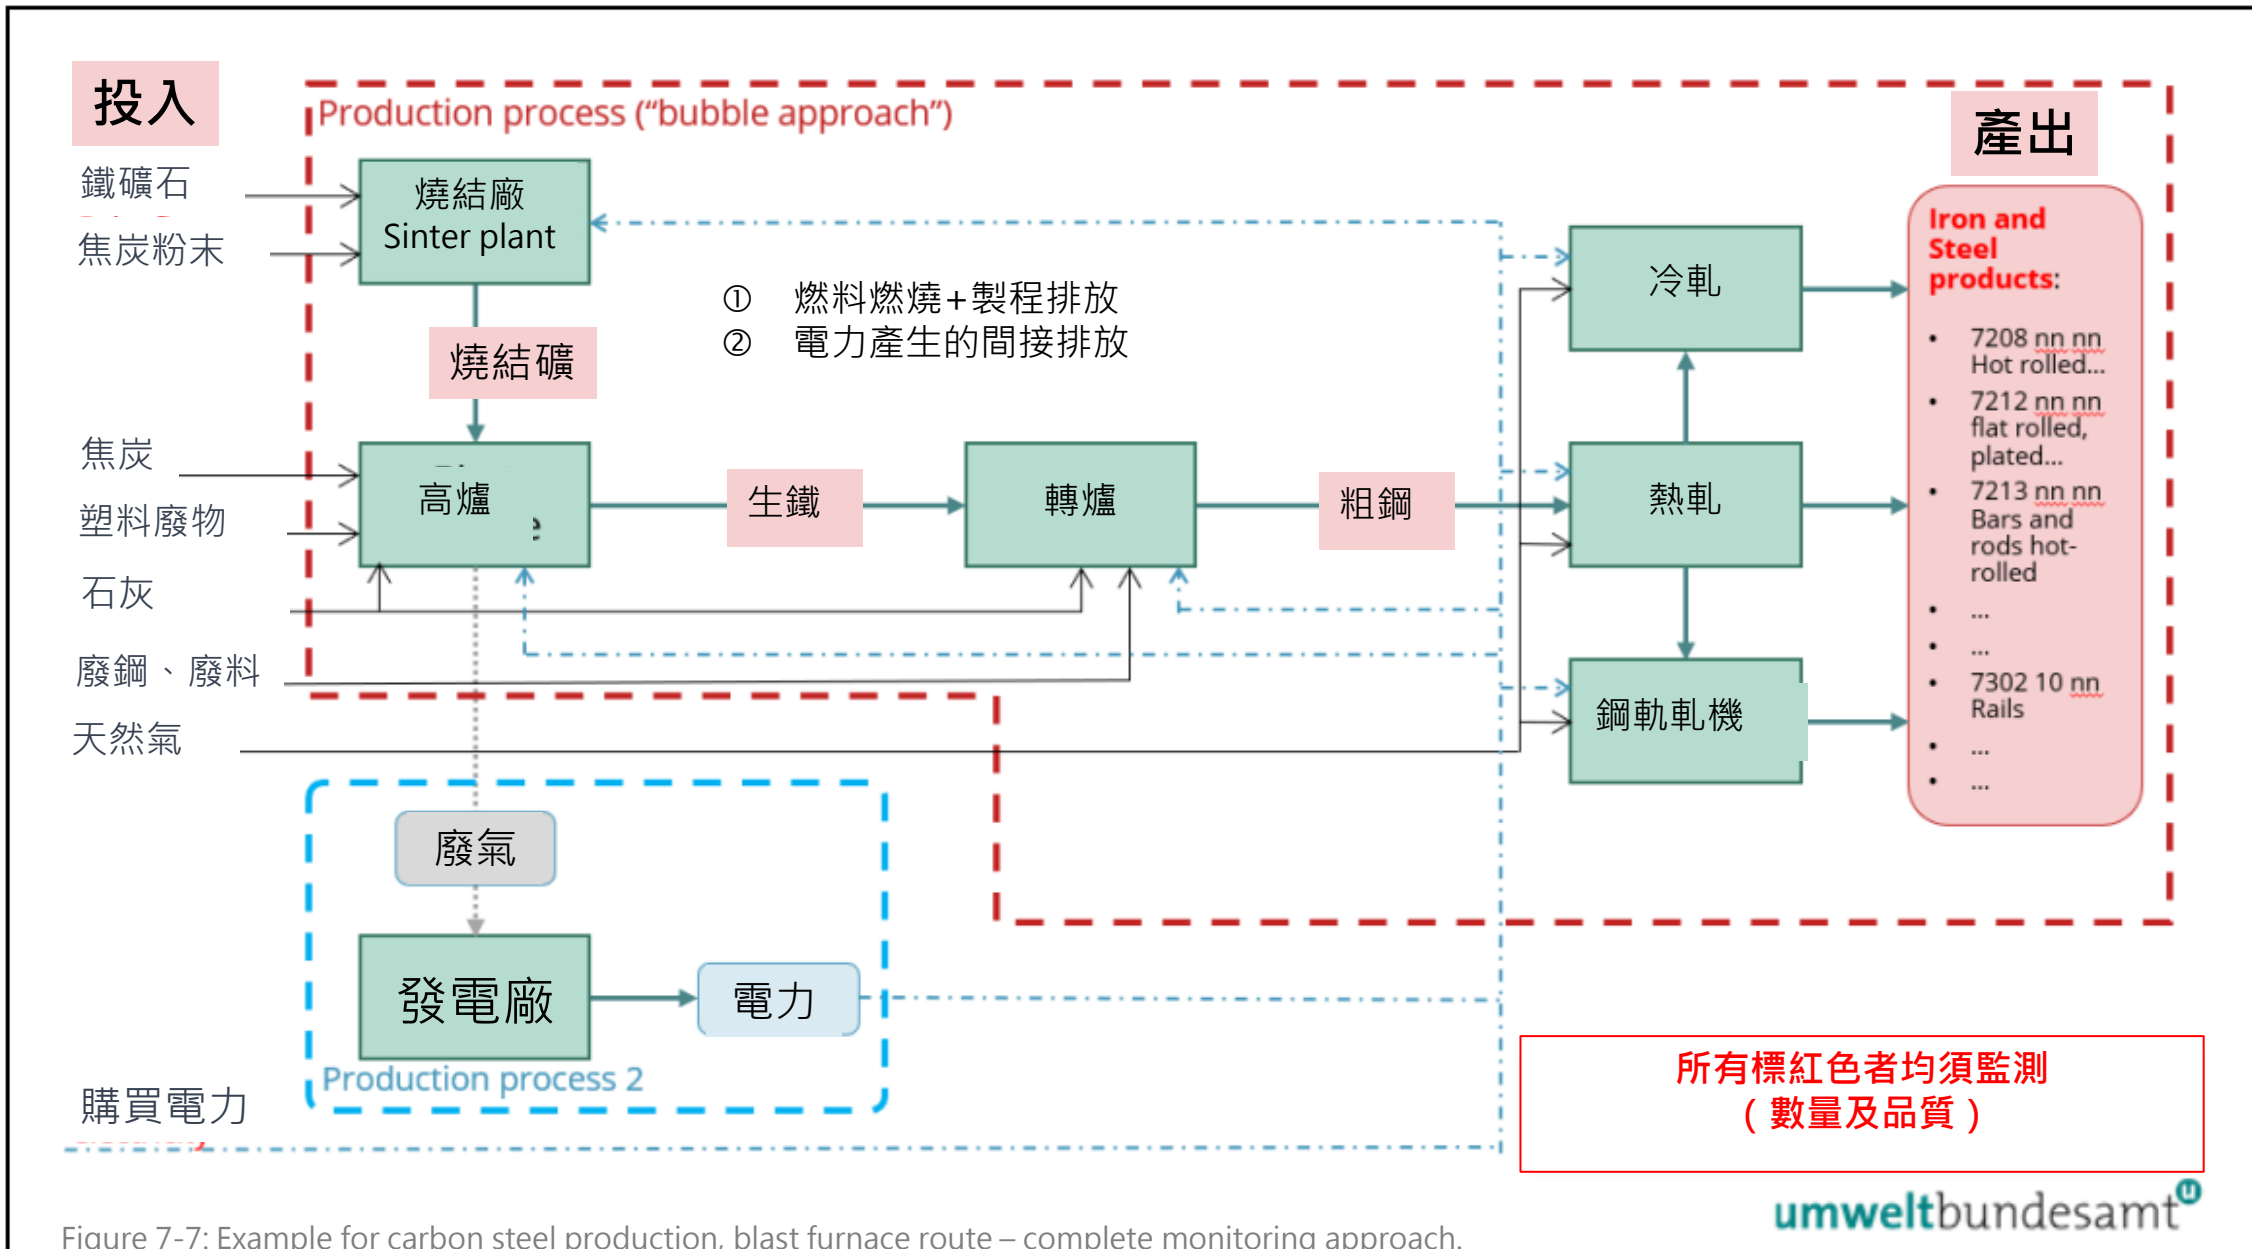 投入
Production process (“bubble approach”)
產出
鐵礦石
焦炭粉末
燒結廠
Sinter plant
① 燃料燃燒+製程排放
② 電力產生的間接排放
燒結礦
焦炭
塑料廢物
石灰
廢鋼、廢料
天然氣
高爐
生鐵
轉爐
粗鋼
冷軋
熱軋
鋼軌軋機
Iron and
Steel
products:
• 7208 nn nn
Hot rolled...
• 7212 nn nn
flat rolled,
plated...
• 7213 nn nn
Bars and
rods hot-
rolled
• ...
• ...
• 7302 10 nn
Rails
• ...
• ...
廢氣
發電廠
電力
Production process 2
購買電力
所有標紅色者均須監測
（數量及品質）
umweltbundesamt
u
Figure 7-7: Example for carbon steel production, blast furnace route – complete monitoring approach.